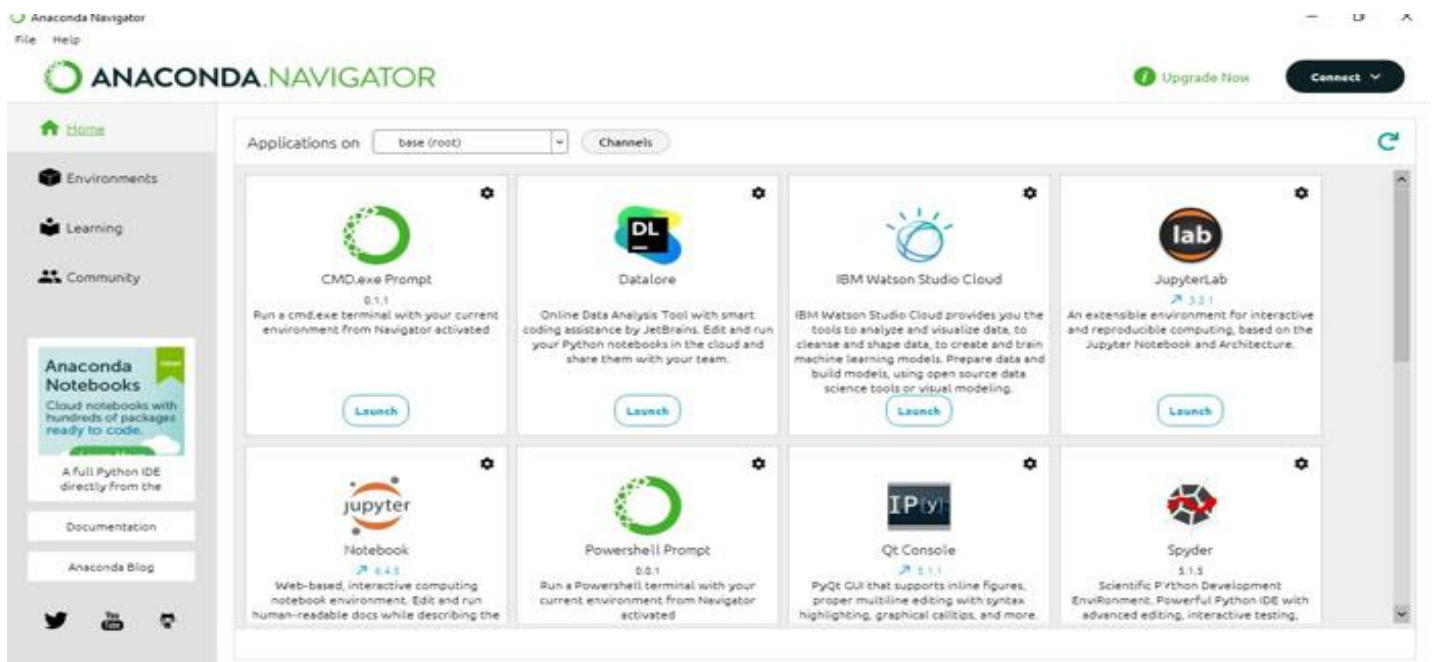 Anaconda Navigator
File Help
ANACONDA.NAVIGATOR
Upgrade Now
Connect
Home
Environments
Learning
Community
Anaconda
Notebooks
Cloud notebooks with
hundreds of packages
ready to code.
A full Python IDE
directly from the
Documentation
Anaconda Blog
You
Tube
Applications on base (root) Channels
CMD.exe Prompt
0.1.1
Run a cmd.exe terminal with your current
environment from Navigator activated
Launch
DL
Datalore
Online Data Analysis Tool with smart
coding assistance by JetBrains. Edit and run
your Python notebooks in the cloud and
share them with your team.
Launch
IBM Watson Studio Cloud
IBM Watson Studio Cloud provides you the
tools to analyze and visualize data, to
cleanse and shape data, to create and train
machine learning models. Prepare data and
build models, using open source data
science tools or visual modeling.
Launch
lab
JupyterLab
3.2.1
An extensible environment for interactive
and reproducible computing, based on the
Jupyter Notebook and Architecture.
Launch
jupyter
Notebook
6.4.5
Web-based, interactive computing
notebook environment. Edit and run
human-readable docs while describing the
Powershell Prompt
0.0.1
Run a Powershell terminal with your
current environment from Navigator
activated
IP[y]:
Qt Console
5.1.1
PyQt GUI that supports inline figures,
proper multiline editing with syntax
highlighting, graphical calltips, and more.
Spyder
5.1.5
Scientific PYthon Development
EnviRonment. Powerful Python IDE with
advanced editing, interactive testing,